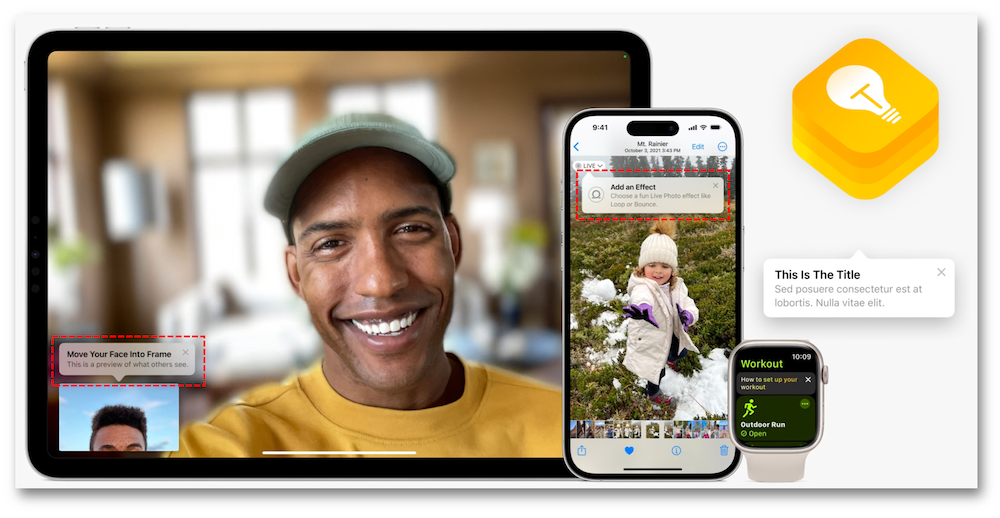 Move Your Face Into Frame
This is a preview of what others see.
9:41
Mt. Rainier
October 3, 2021 3:43 PM
Edit
LIVE
Add an Effect
Choose a fun Live Photo effect like
Loop or Bounce.
This Is The Title
Sed posuere consectetur est at
lobortis. Nulla vitae elit.
10:09
Workout
How to set up your
workout
Outdoor Run
Open